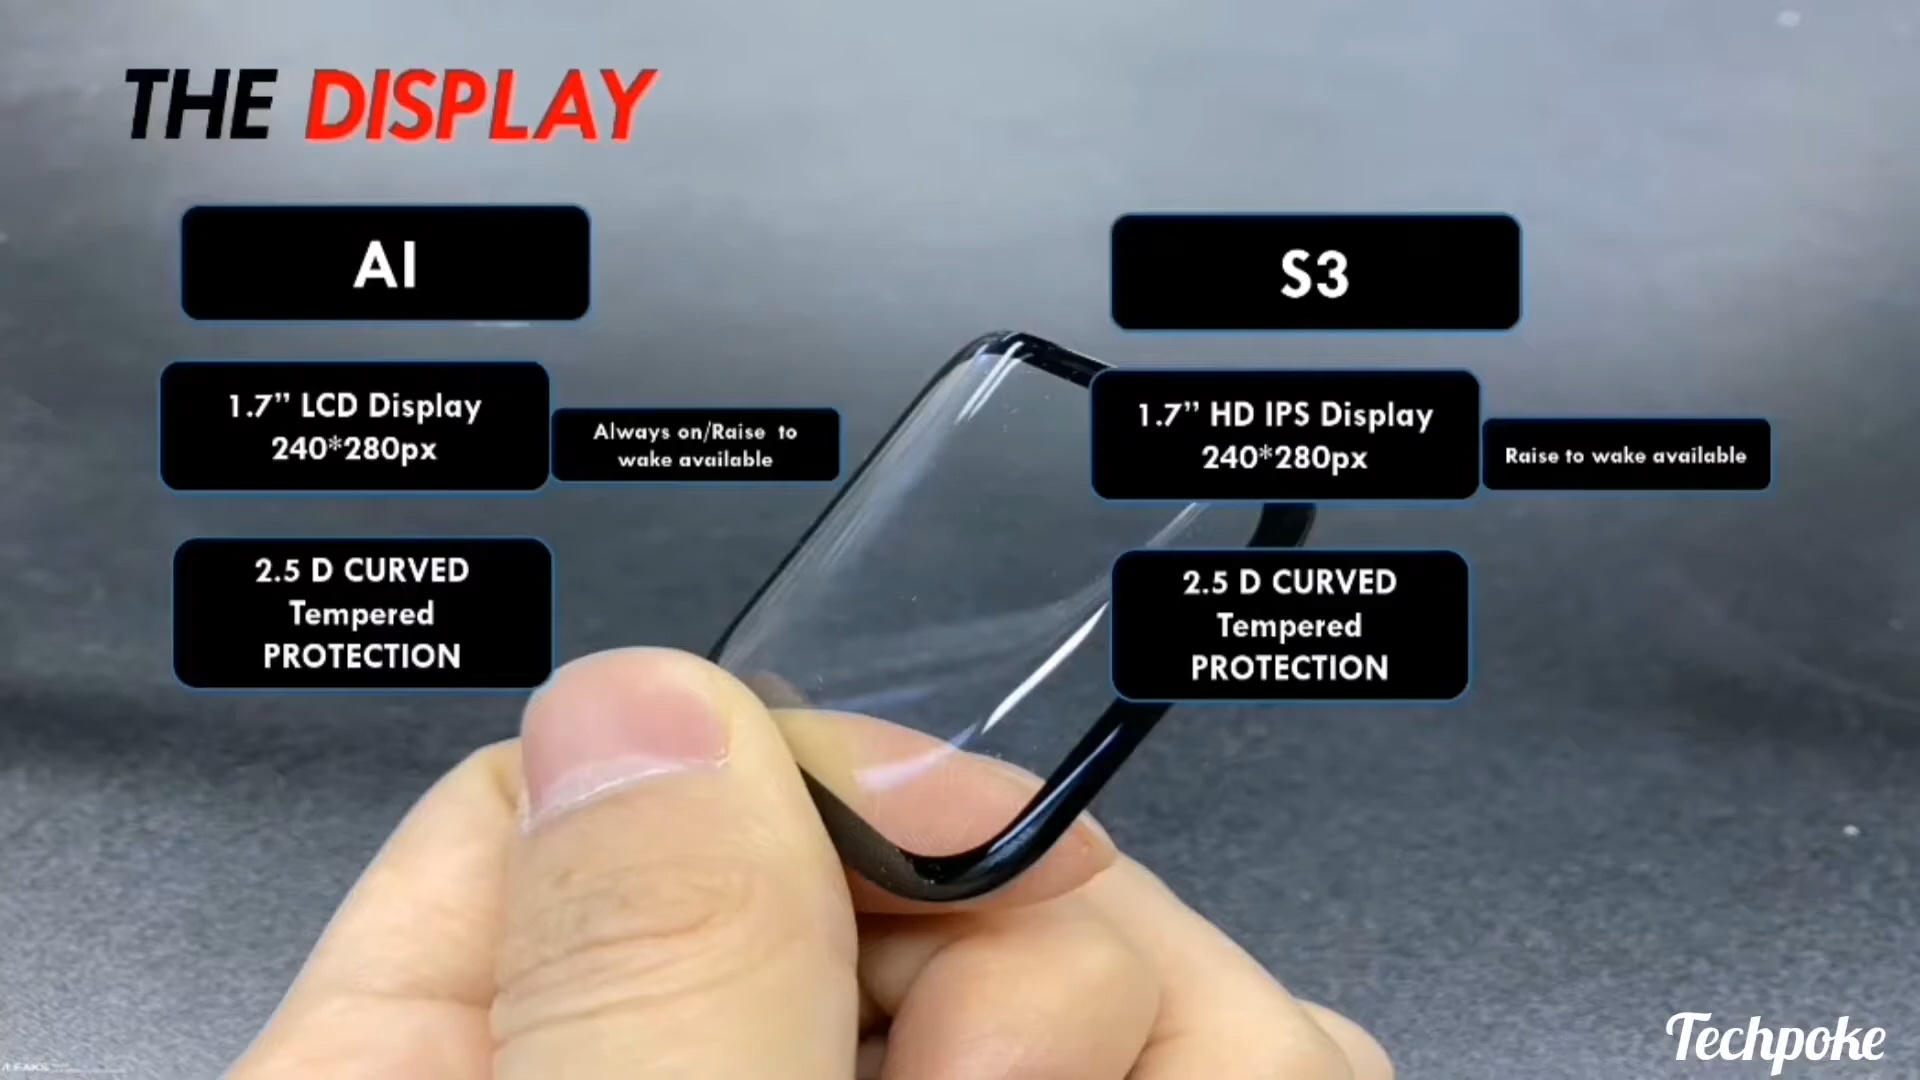 THE DISPLAY
AI
1.7” LCD Display
240*280px
Always on/Raise to
wake available
2.5 D CURVED
Tempered
PROTECTION
S3
1.7” HD IPS Display
240*280px
Raise to wake available
2.5 D CURVED
Tempered
PROTECTION
Techpoke